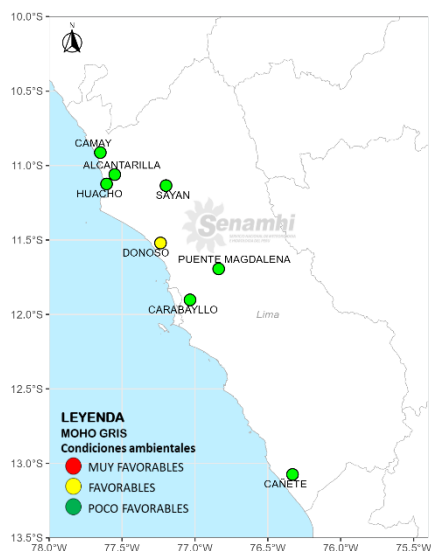 10.0°S
N
10.5°S
CAMAY
11.0°S
ALCANTARILLA
HUACHO
SAYAN
Senamhi
11.5°S
DONOSO
PUENTE MAGDALENA
12.0°S
CARABAYLLO
Lima
12.5°S
LEYENDA
MOHO GRIS
Condiciones ambientales
MUY FAVORABLES
FAVORABLES
POCO FAVORABLES
13.0°S
CAÑETE
13.5°S
78.0°W
77.5°W
77.0°W
76.5°W
76.0°W
75.5°W